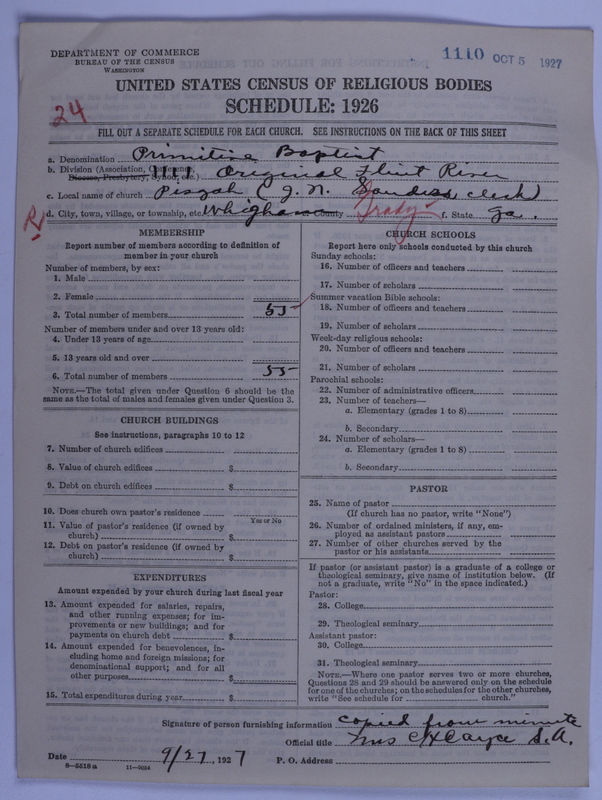 DEPARTMENT OF COMMERCE
BUREAU OF THE CENSUS
WASHINGTON
1110 OCT 5 1927
UNITED STATES CENSUS OF RELIGIOUS BODIES
SCHEDULE: 1926
24
FILL OUT A SEPARATE SCHEDULE FOR EACH CHURCH. SEE INSTRUCTIONS ON THE BACK OF THIS SHEET
a. Denomination Primitive Baptist
b. Division (Association, Conference, Diocese, Presbytery, Synod, etc.) Original Flint River
c. Local name of church Pisgah (J. N. Sanders, clerk)
R
d. City, town, village, or township, etc. Whigham County Grady f. State Ga.
MEMBERSHIP
Report number of members according to definition of
member in your church
Number of members, by sex:
1. Male
2. Female
3. Total number of members 55
Number of members under and over 13 years old:
4. Under 13 years of age
5. 13 years old and over
6. Total number of members 55
NOTE.—The total given under Question 6 should be the
same as the total of males and females given under Question 3.
CHURCH BUILDINGS
See instructions, paragraphs 10 to 12
7. Number of church edifices
8. Value of church edifices $
9. Debt on church edifices $
10. Does church own pastor's residence
Yes or No
11. Value of pastor's residence (if owned by
church) $
12. Debt on pastor's residence (if owned by
church) $
EXPENDITURES
Amount expended by your church during last fiscal year
13. Amount expended for salaries, repairs,
and other running expenses; for im-
provements or new buildings; and for
payments on church debt $
14. Amount expended for benevolences, in-
cluding home and foreign missions; for
denominational support; and for all
other purposes $
15. Total expenditures during year $
CHURCH SCHOOLS
Report here only schools conducted by this church
Sunday schools:
16. Number of officers and teachers
17. Number of scholars
Summer vacation Bible schools:
18. Number of officers and teachers
19. Number of scholars
Week-day religious schools:
20. Number of officers and teachers
21. Number of scholars
Parochial schools:
22. Number of administrative officers
23. Number of teachers—
a. Elementary (grades 1 to 8)
b. Secondary
24. Number of scholars—
a. Elementary (grades 1 to 8)
b. Secondary
PASTOR
25. Name of pastor
(If church has no pastor, write "None")
26. Number of ordained ministers, if any, em-
ployed as assistant pastors
27. Number of other churches served by the
pastor or his assistants
If pastor (or assistant pastor) is a graduate of a college or
theological seminary, give name of institution below. (If
not a graduate, write "No" in the space indicated.)
Pastor:
28. College
29. Theological seminary
Assistant pastor:
30. College
31. Theological seminary
NOTE.—Where one pastor serves two or more churches,
Questions 28 and 29 should be answered only on the schedule
for one of the churches; on the schedules for the other churches,
write "See schedule for church."
Signature of person furnishing information Copied from minute
Official title Mrs C H Cayce S.A.
Date 9/27, 1927 P. O. Address
8—5518a 11—9034